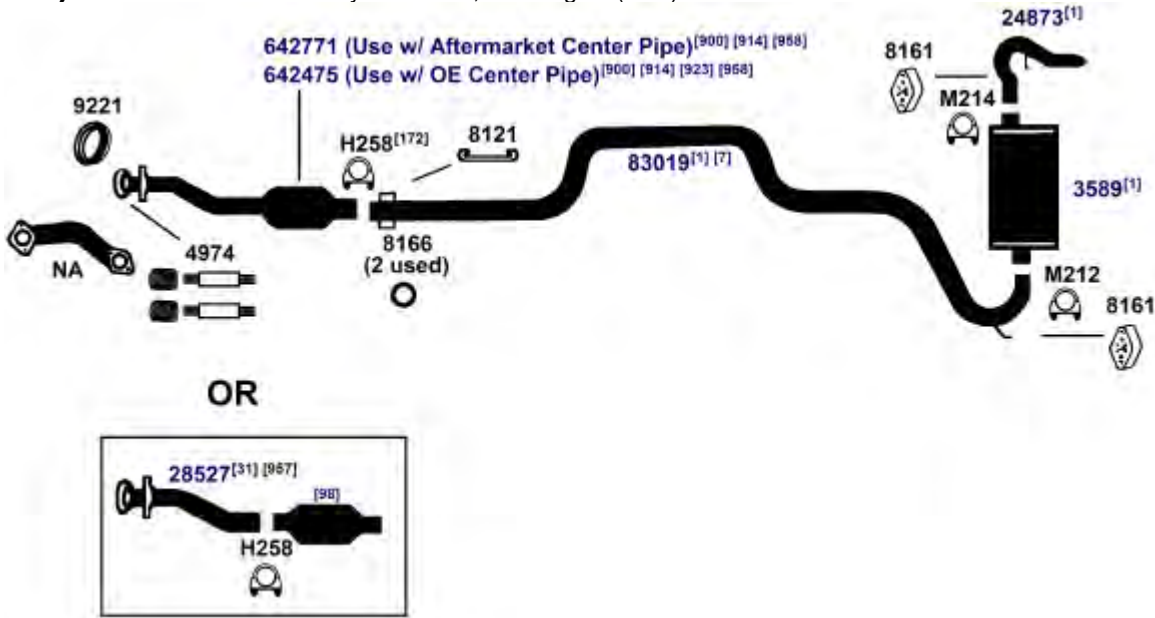 24873[1]
642771 (Use w/ Aftermarket Center Pipe)[900] [914] [958]
642475 (Use w/ OE Center Pipe)[900] [914] [923] [958]
8161
9221
M214
H258[172]
8121
83019[1] [7]
3589[1]
4974
NA
8166
(2 used)
M212
8161
OR
28527[31] [957]
[98]
H258